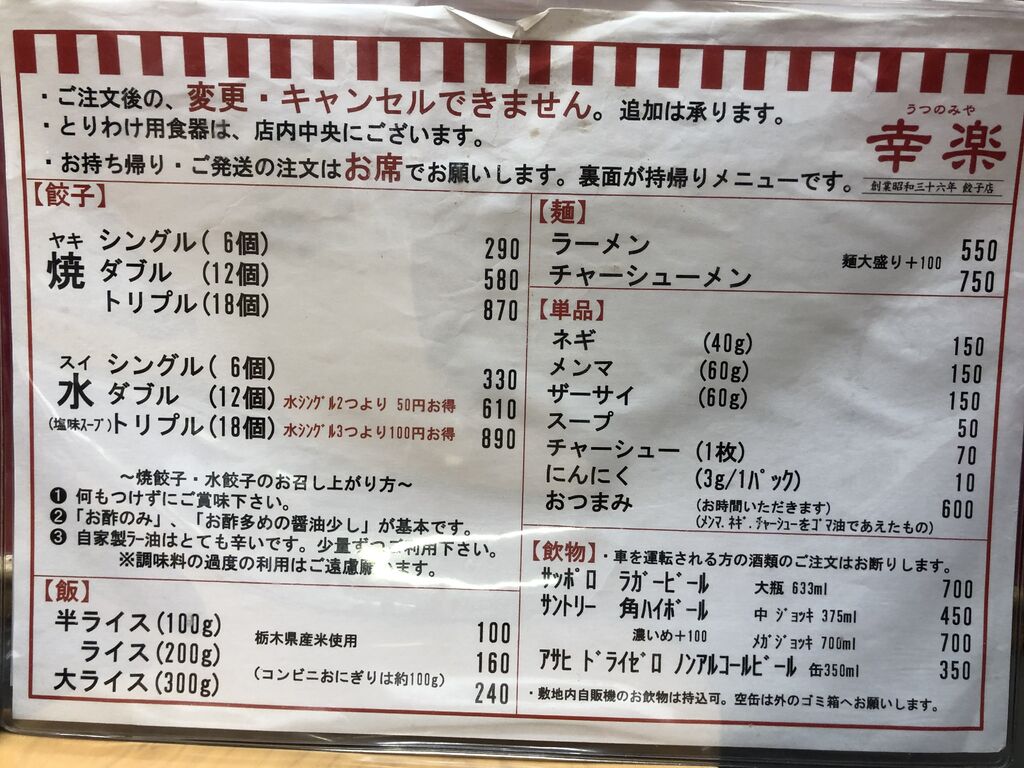 ・ご注文後の、変更・キャンセルできません。追加は承ります。
・とりわけ用食器は、店内中央にございます。
・お持ち帰り・ご発送の注文はお席でお願いします。裏面が持帰りメニューです。
うつのみや
幸楽
創業昭和三十六年 餃子店
【餃子】
ヤキ
焼
シングル( 6個) 290
ダブル (12個) 580
トリプル(18個) 870
スイ
水
(塩味ｽｰﾌﾟ)
シングル( 6個) 330
ダブル (12個) 水ｼﾝｸﾞﾙ2つより 50円お得 610
トリプル(18個) 水ｼﾝｸﾞﾙ3つより100円お得 890
～焼餃子・水餃子のお召し上がり方～
❶ 何もつけずにご賞味下さい。
❷「お酢のみ」、「お酢多めの醤油少し」が基本です。
❸ 自家製ﾗｰ油はとても辛いです。少量ずつご利用下さい。
※調味料の過度の利用はご遠慮願います。
【飯】
半ライス(100g) 100
栃木県産米使用
ライス(200g) 160
(コンビニおにぎりは約100g)
大ライス(300g) 240
【麺】
ラーメン 550
麺大盛り+100
チャーシューメン 750
【単品】
ネギ (40g) 150
メンマ (60g) 150
ザーサイ (60g) 150
スープ 50
チャーシュー (1枚) 70
にんにく (3g/1パック) 10
おつまみ (お時間いただきます) 600
(ﾒﾝﾏ､ﾈｷﾞ､ﾁｬｰｼｭｰをｺﾞﾏ油であえたもの)
【飲物】・車を運転される方の酒類のご注文はお断りします。
ｻｯﾎﾟﾛ ﾗｶﾞｰﾋﾞｰﾙ 大瓶 633ml 700
ｻﾝﾄﾘｰ 角ﾊｲﾎﾞｰﾙ 中 ｼﾞｮｯｷ 375ml 450
濃いめ+100 ﾒｶﾞｼﾞｮｯｷ 700ml 700
ｱｻﾋ ﾄﾞﾗｲｾﾞﾛ ﾉﾝｱﾙｺｰﾙﾋﾞｰﾙ 缶350ml 350
・敷地内自販機のお飲物は持込可。空缶は外のゴミ箱へお願いします。